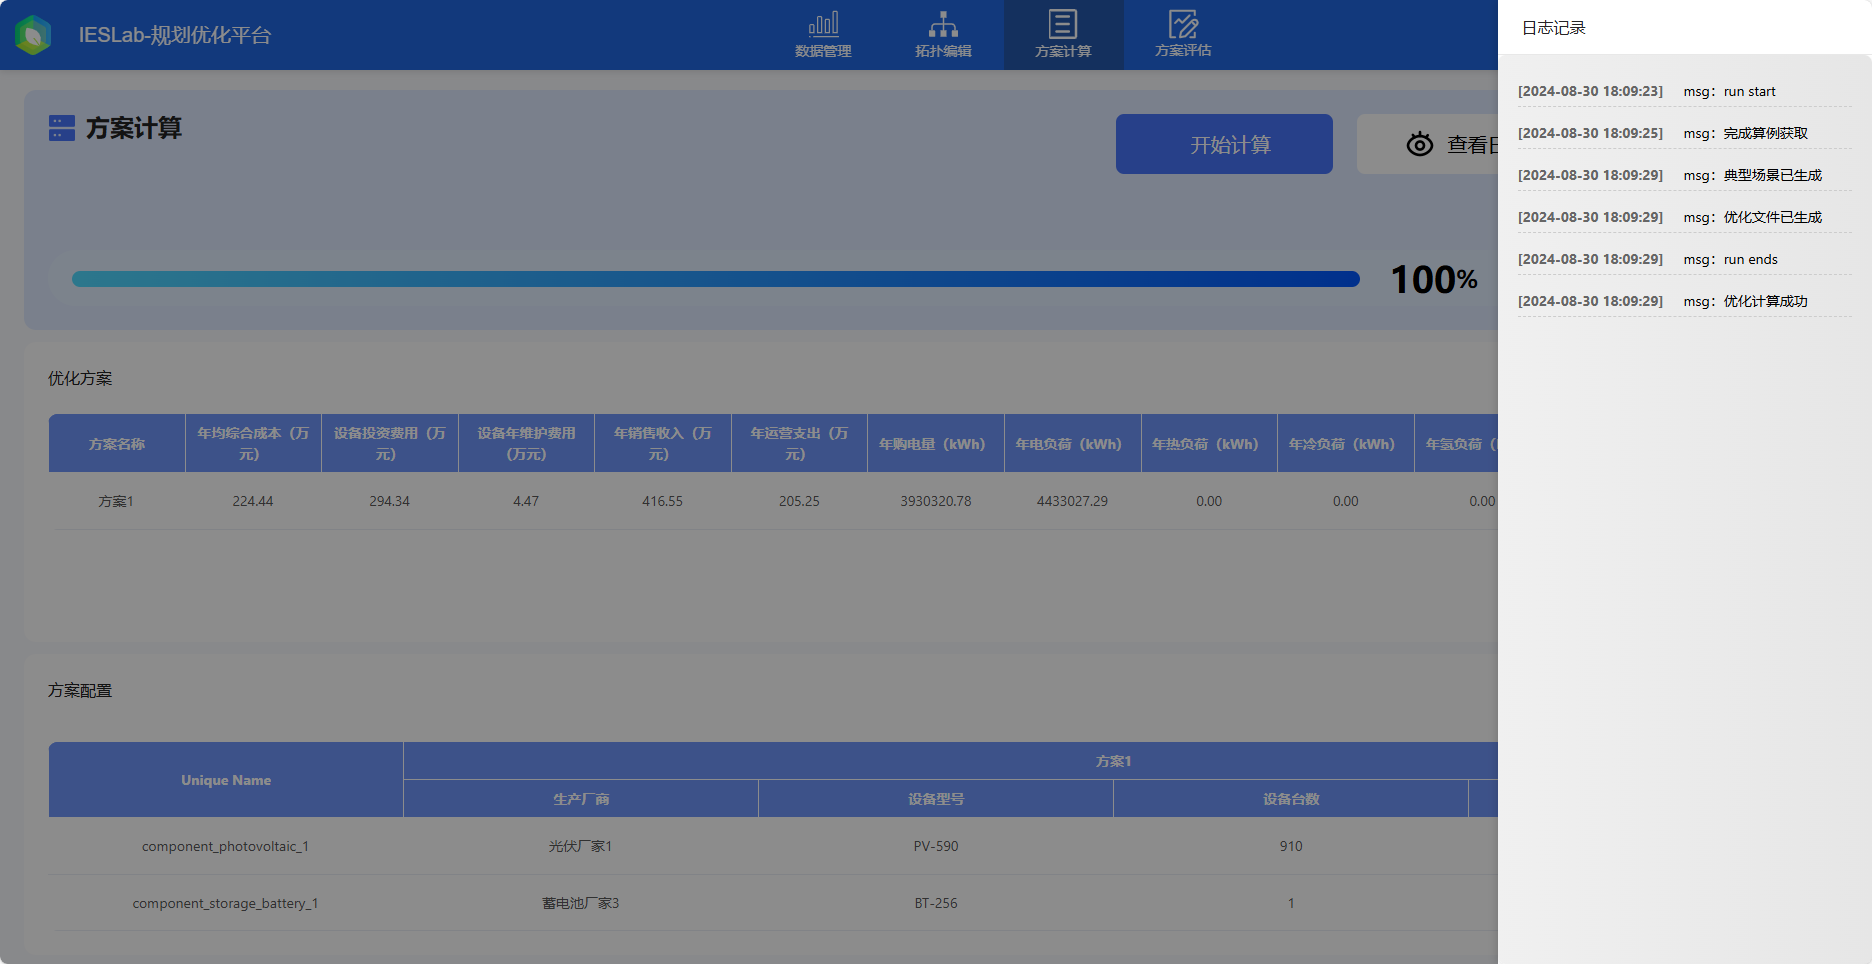 IESLab-规划优化平台
数据管理
拓扑编辑
方案计算
方案评估
日志记录
[2024-08-30 18:09:23] msg：run start
[2024-08-30 18:09:25] msg：完成算例获取
[2024-08-30 18:09:29] msg：典型场景已生成
[2024-08-30 18:09:29] msg：优化文件已生成
[2024-08-30 18:09:29] msg：run ends
[2024-08-30 18:09:29] msg：优化计算成功
方案计算
开始计算
查看日
100%
优化方案
方案名称
年均综合成本（万
元）
设备投资费用（万
元）
设备年维护费用
（万元）
年销售收入（万
元）
年运营支出（万
元）
年购电量（kWh）
年电负荷（kWh）
年热负荷（kWh）
年冷负荷（kWh）
年氢负荷（
方案1 224.44 294.34 4.47 416.55 205.25 3930320.78 4433027.29 0.00 0.00 0.00
方案配置
Unique Name
方案1
生产厂商 设备型号 设备台数
component_photovoltaic_1 光伏厂家1 PV-590 910
component_storage_battery_1 蓄电池厂家3 BT-256 1